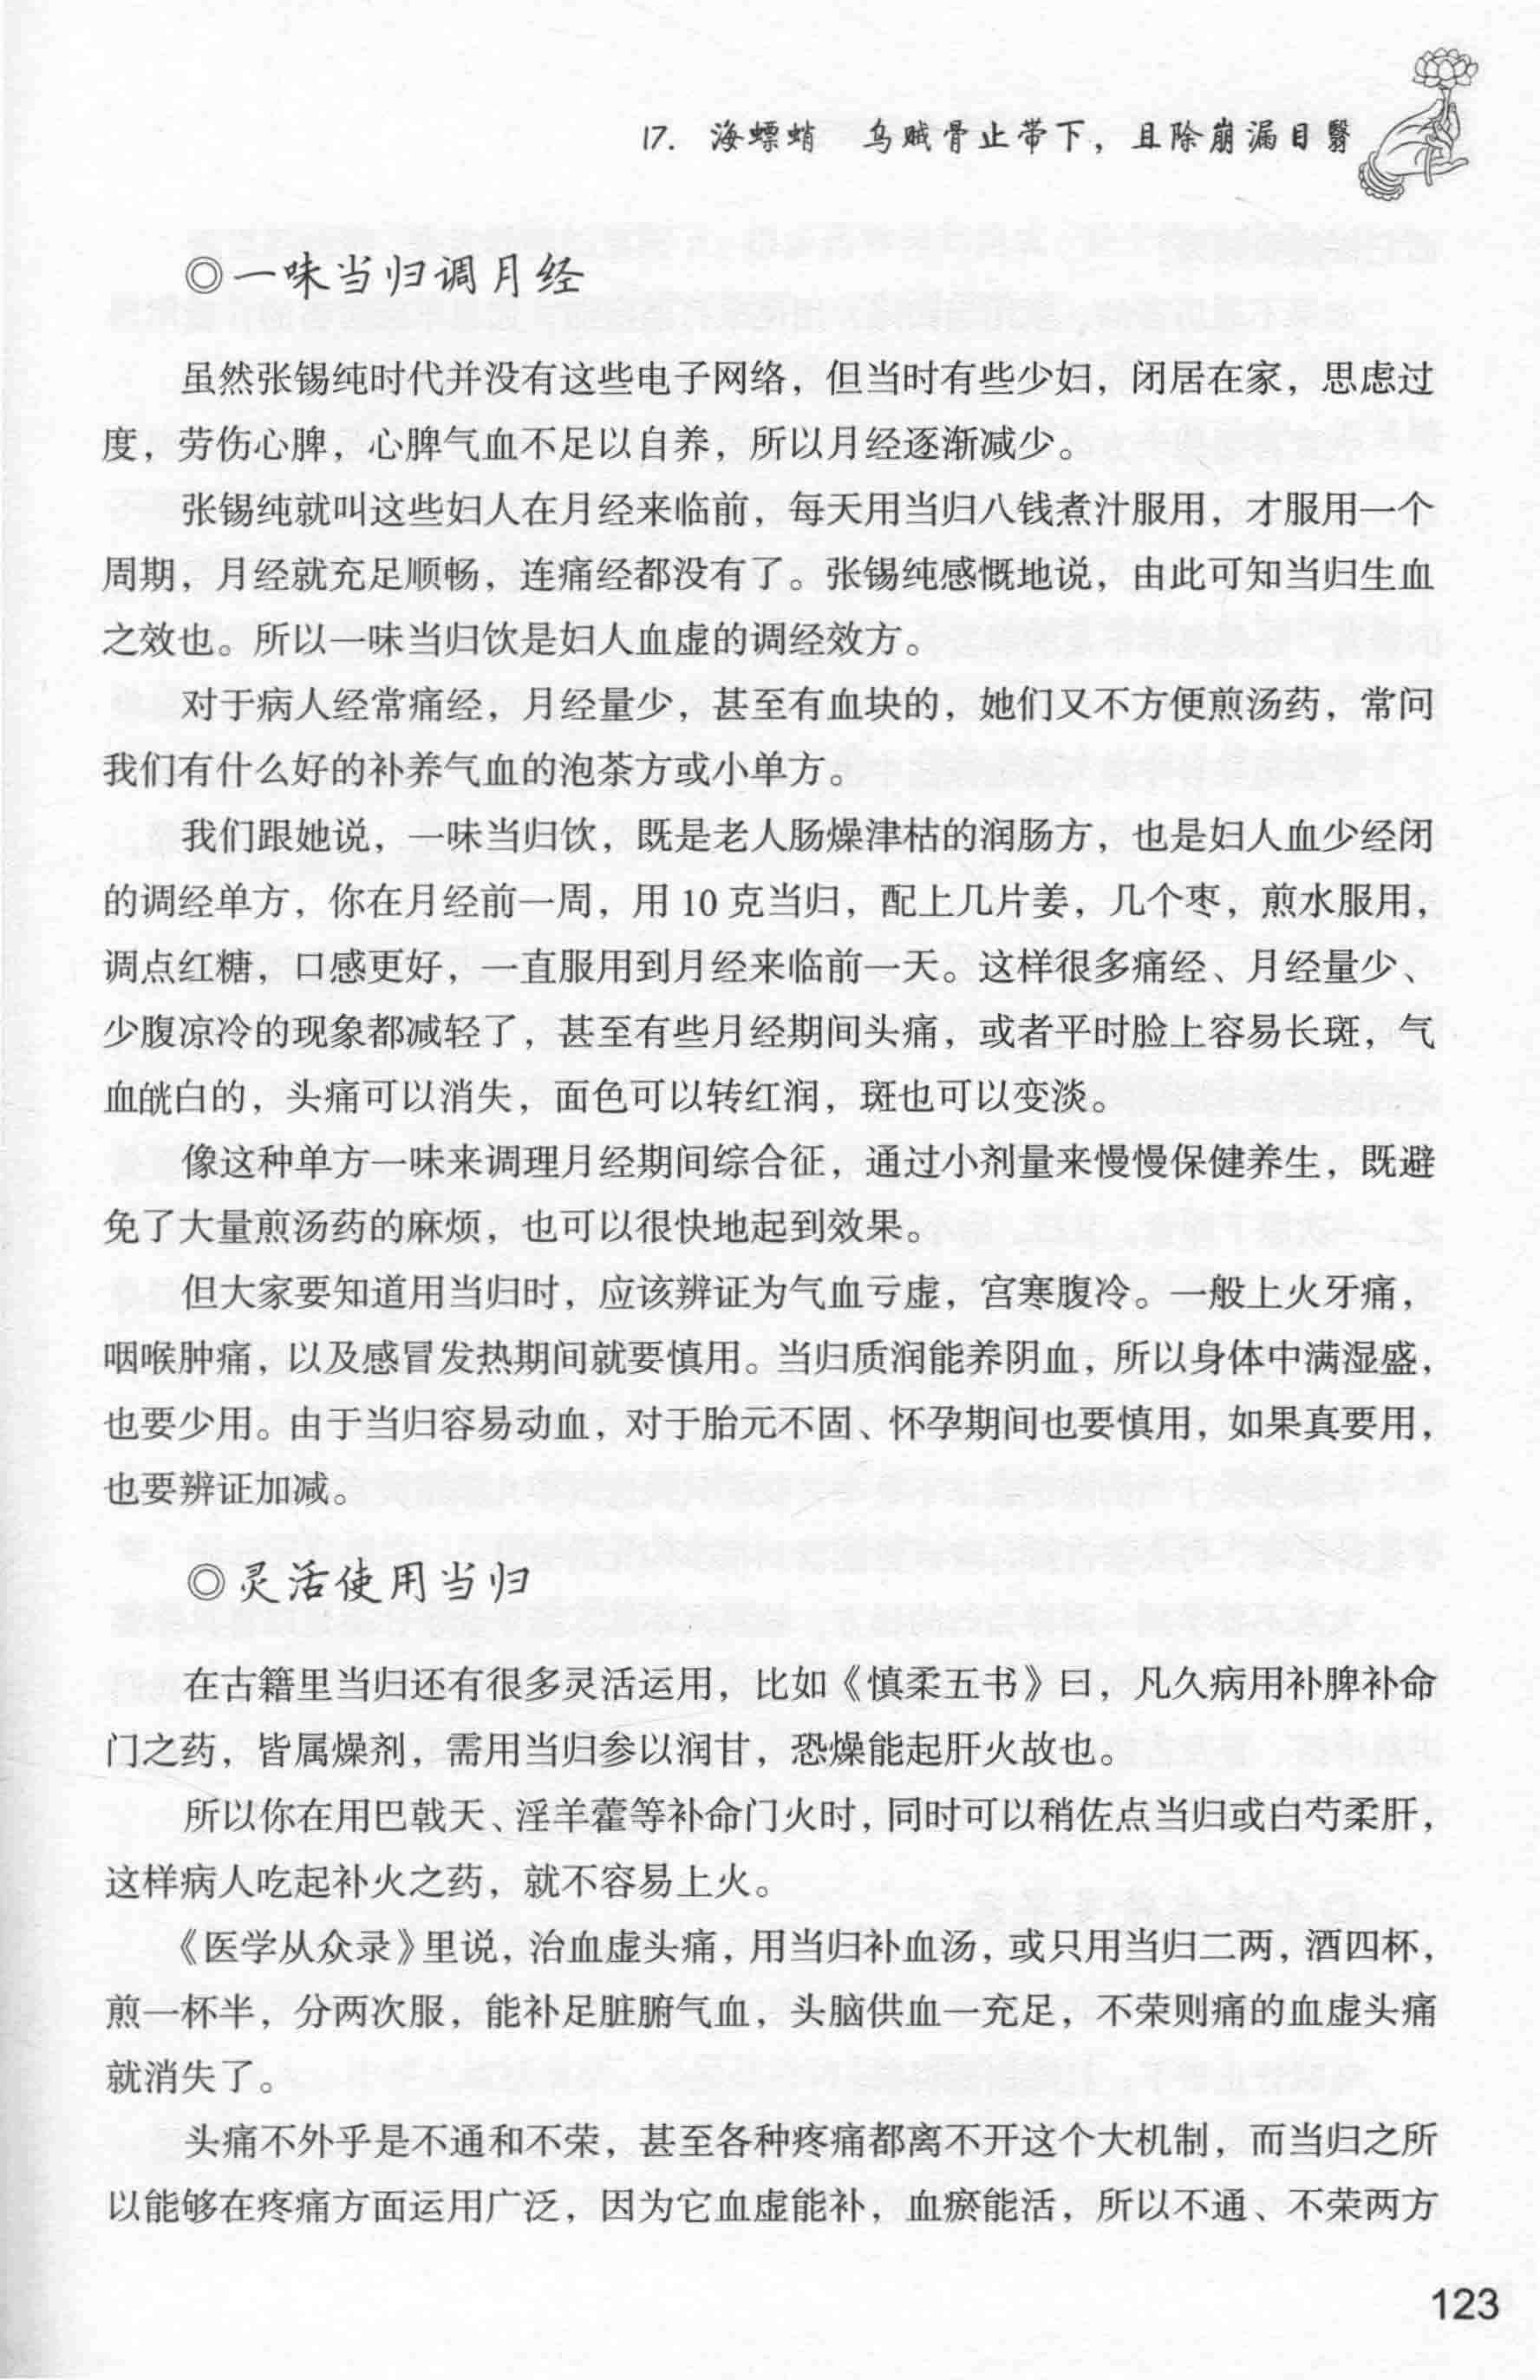 17. 海螵蛸　乌贼骨止带下，且除崩漏目翳
◎一味当归调月经
虽然张锡纯时代并没有这些电子网络，但当时有些少妇，闭居在家，思虑过
度，劳伤心脾，心脾气血不足以自养，所以月经逐渐减少。
张锡纯就叫这些妇人在月经来临前，每天用当归八钱煮汁服用，才服用一个
周期，月经就充足顺畅，连痛经都没有了。张锡纯感慨地说，由此可知当归生血
之效也。所以一味当归饮是妇人血虚的调经效方。
对于病人经常痛经，月经量少，甚至有血块的，她们又不方便煎汤药，常问
我们有什么好的补养气血的泡茶方或小单方。
我们跟她说，一味当归饮，既是老人肠燥津枯的润肠方，也是妇人血少经闭
的调经单方，你在月经前一周，用 10 克当归，配上几片姜，几个枣，煎水服用，
调点红糖，口感更好，一直服用到月经来临前一天。这样很多痛经、月经量少、
少腹凉冷的现象都减轻了，甚至有些月经期间头痛，或者平时脸上容易长斑，气
血㿠白的，头痛可以消失，面色可以转红润，斑也可以变淡。
像这种单方一味来调理月经期间综合征，通过小剂量来慢慢保健养生，既避
免了大量煎汤药的麻烦，也可以很快地起到效果。
但大家要知道用当归时，应该辨证为气血亏虚，宫寒腹冷。一般上火牙痛，
咽喉肿痛，以及感冒发热期间就要慎用。当归质润能养阴血，所以身体中满湿盛，
也要少用。由于当归容易动血，对于胎元不固、怀孕期间也要慎用，如果真要用，
也要辨证加减。
◎灵活使用当归
在古籍里当归还有很多灵活运用，比如《慎柔五书》曰，凡久病用补脾补命
门之药，皆属燥剂，需用当归参以润甘，恐燥能起肝火故也。
所以你在用巴戟天、淫羊藿等补命门火时，同时可以稍佐点当归或白芍柔肝，
这样病人吃起补火之药，就不容易上火。
《医学从众录》里说，治血虚头痛，用当归补血汤，或只用当归二两，酒四杯，
煎一杯半，分两次服，能补足脏腑气血，头脑供血一充足，不荣则痛的血虚头痛
就消失了。
头痛不外乎是不通和不荣，甚至各种疼痛都离不开这个大机制，而当归之所
以能够在疼痛方面运用广泛，因为它血虚能补，血瘀能活，所以不通、不荣两方
123